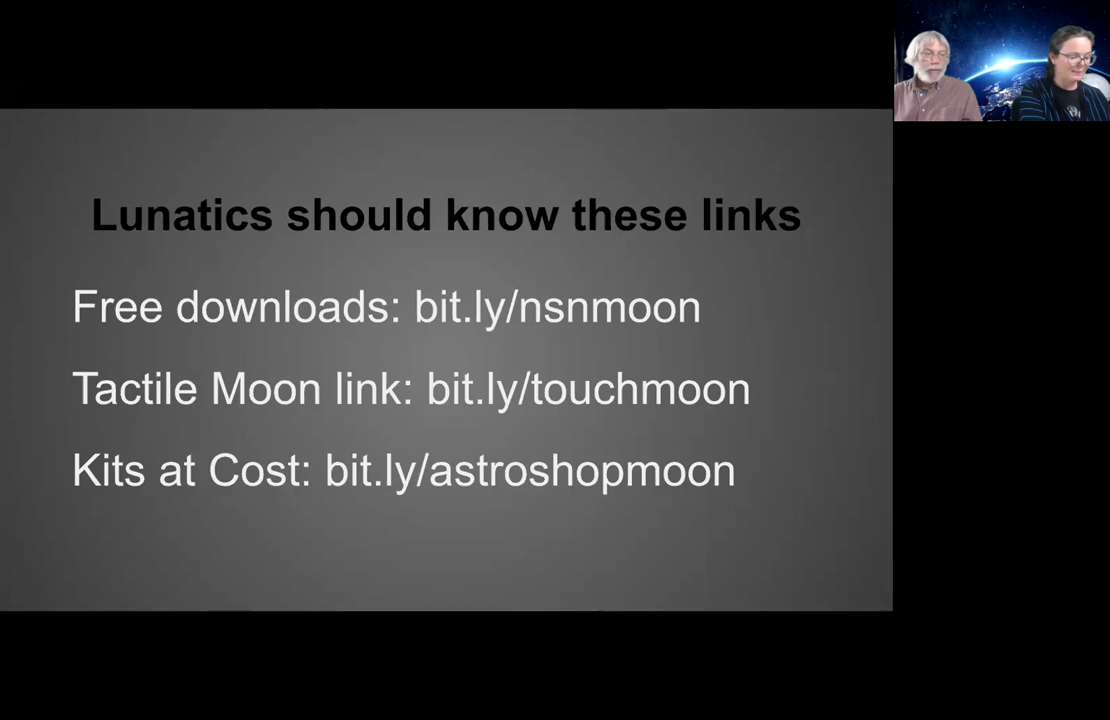 Lunatics should know these links
Free downloads: bit.ly/nsnmoon
Tactile Moon link: bit.ly/touchmoon
Kits at Cost: bit.ly/astroshopmoon